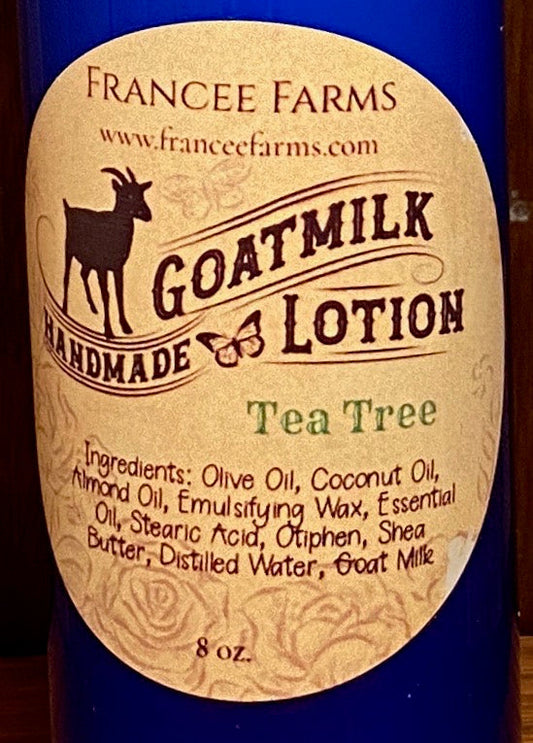 FRANCEE FARMS
www.franceefarms.com
GOATMILK
HANDMADE LOTION
Tea Tree
Ingredients: Olive Oil, Coconut Oil,
Almond Oil, Emulsifying Wax, Essential
Oil, Stearic Acid, Otiphen, Shea
Butter, Distilled Water, Goat Milk
8 oz.